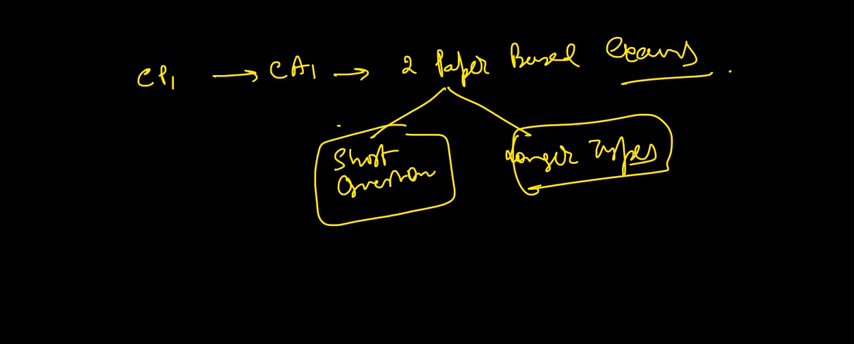 CP1 → CA1 → 2 Paper Based Exams.
Short
Question
Longer Types